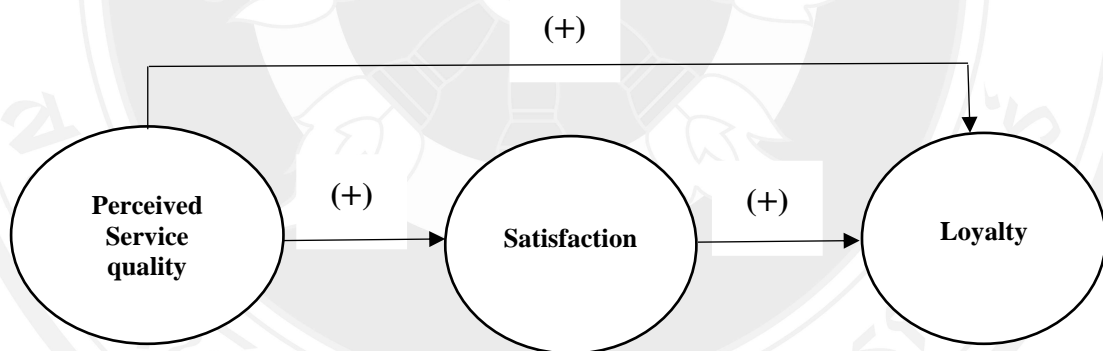 (+)
Perceived
Service
quality
(+)
Satisfaction
(+)
Loyalty